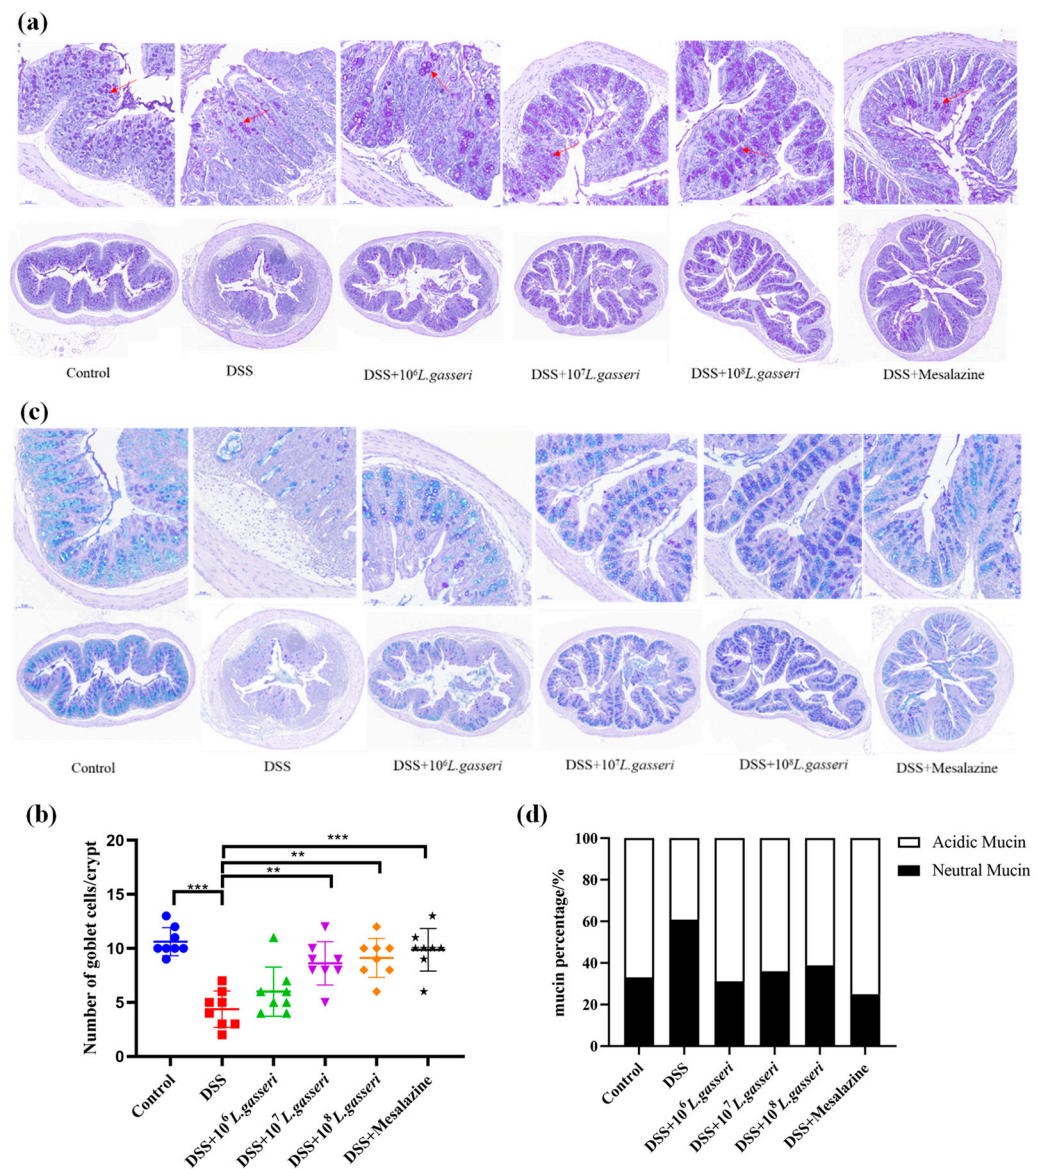 (a)
Control
DSS
DSS+10⁶L.gasseri
DSS+10⁷L.gasseri
DSS+10⁸L.gasseri
DSS+Mesalazine
(c)
Control
DSS
DSS+10⁶L.gasseri
DSS+10⁷L.gasseri
DSS+10⁸L.gasseri
DSS+Mesalazine
(b)
Number of goblet cells/crypt
20
15
10
5
0
***
**
**
***
Control
DSS
DSS+10⁶L.gasseri
DSS+10⁷L.gasseri
DSS+10⁸L.gasseri
DSS+Mesalazine
(d)
mucin percentage/%
100
80
60
40
20
0
Acidic Mucin
Neutral Mucin
Control
DSS
DSS+10⁶L.gasseri
DSS+10⁷L.gasseri
DSS+10⁸L.gasseri
DSS+Mesalazine